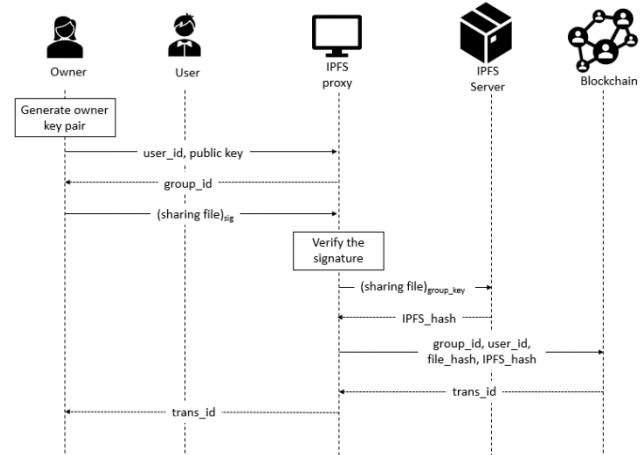 Owner
User
IPFS
proxy
IPFS
Server
Blockchain
Generate owner
key pair
user_id, public key
group_id
(sharing file)sig
Verify the
signature
(sharing file)group_key
IPFS_hash
group_id, user_id,
file_hash, IPFS_hash
trans_id
trans_id